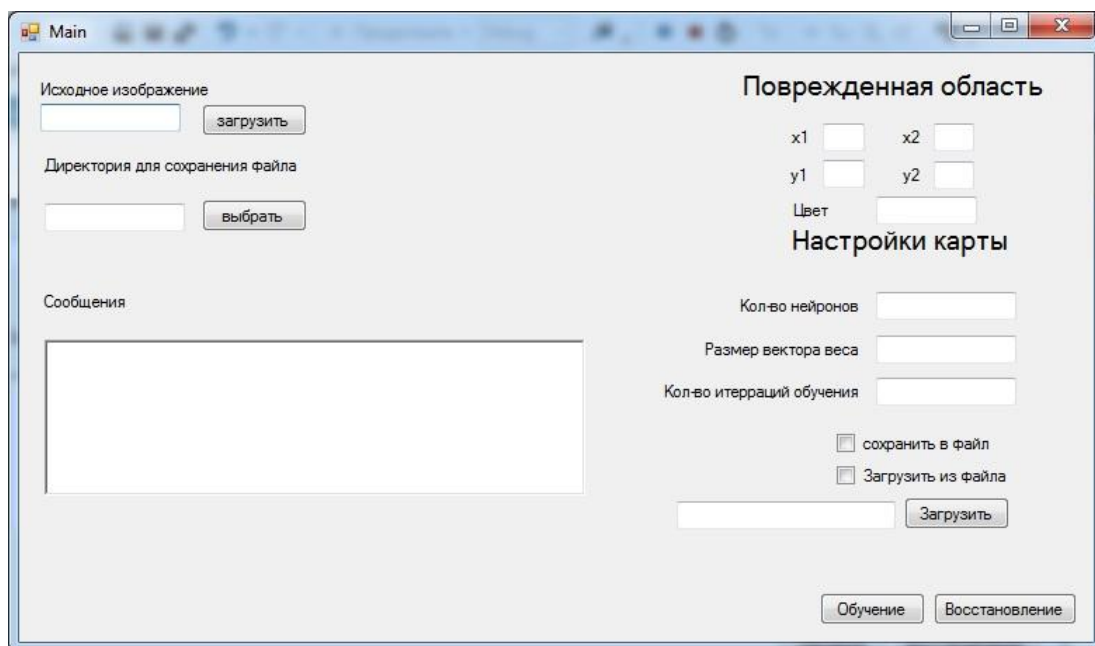 Main
Исходное изображение
загрузить
Директория для сохранения файла
выбрать
Сообщения
Поврежденная область
x1 x2
y1 y2
Цвет
Настройки карты
Кол-во нейронов
Размер вектора веса
Кол-во итерраций обучения
сохранить в файл
Загрузить из файла
Загрузить
Обучение Восстановление